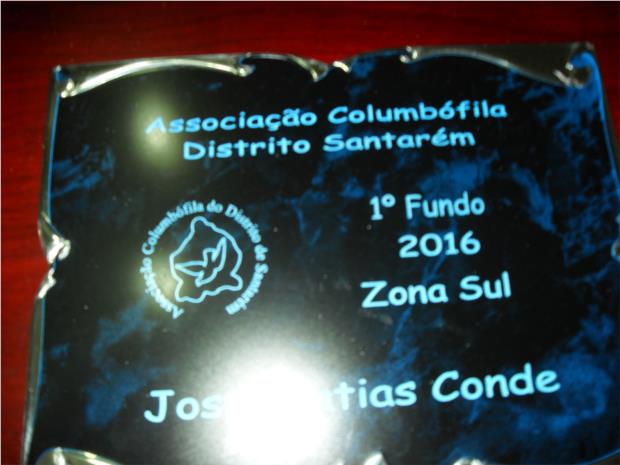 Associação Columbófila
Distrito Santarém
Associação Columbófila do Distrito de Santarém
1º Fundo
2016
Zona Sul
Conde